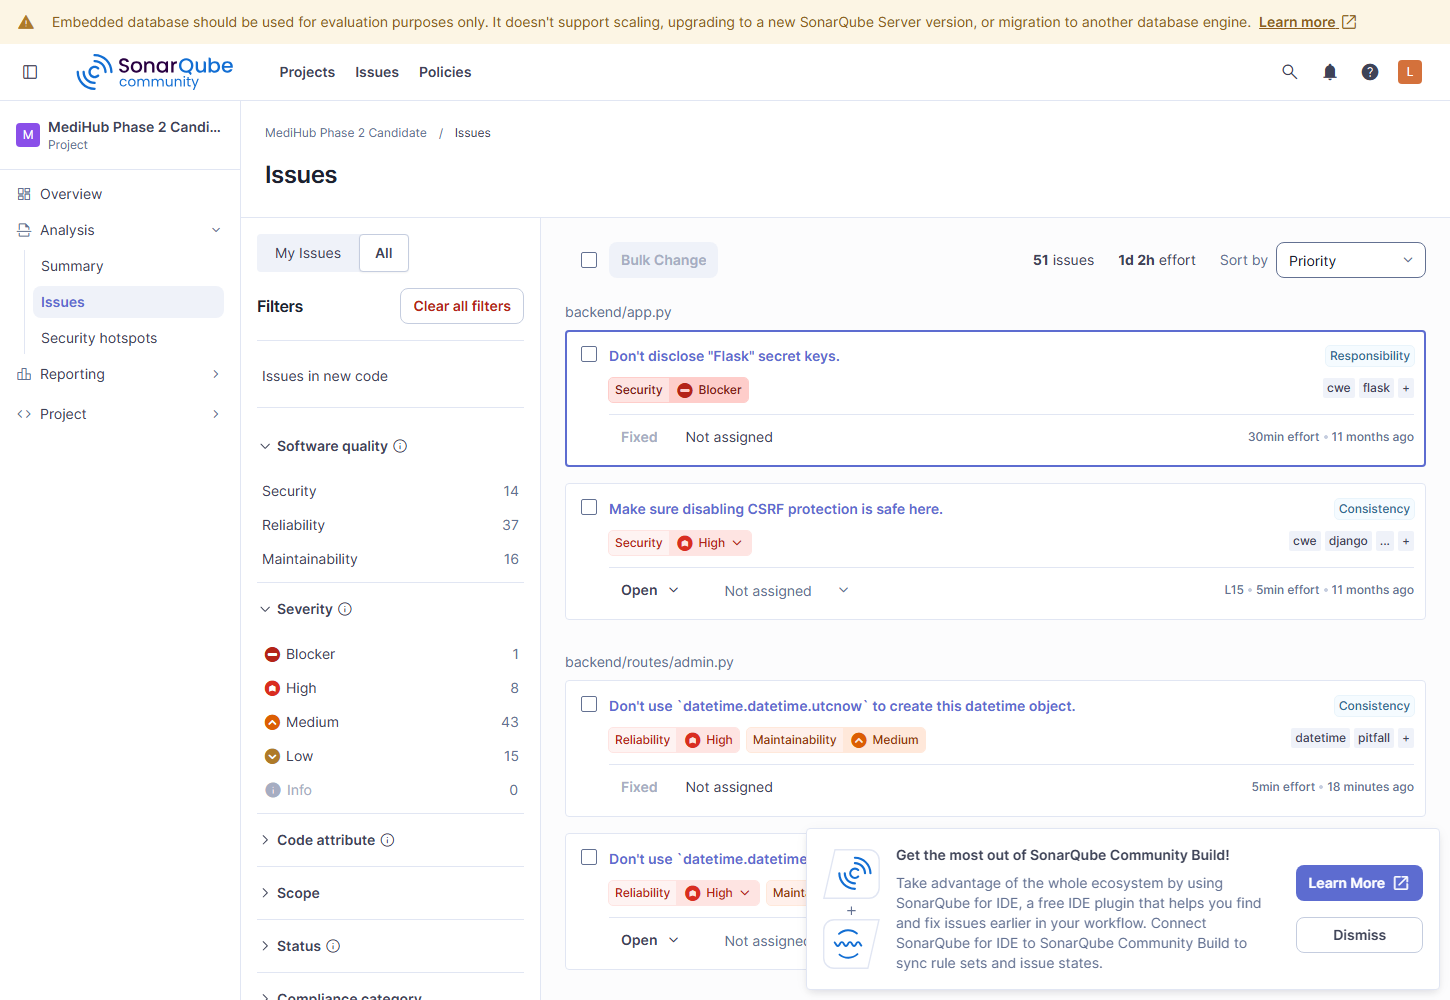 Embedded database should be used for evaluation purposes only. It doesn't support scaling, upgrading to a new SonarQube Server version, or migration to another database engine. Learn more
SonarQube
community
Projects
Issues
Policies
L
M
MediHub Phase 2 Candi...
Project
Overview
Analysis
Summary
Issues
Security hotspots
Reporting
Project
MediHub Phase 2 Candidate / Issues
Issues
My Issues
All
Filters
Clear all filters
Issues in new code
Software quality
Security 14
Reliability 37
Maintainability 16
Severity
Blocker 1
High 8
Medium 43
Low 15
Info 0
Code attribute
Scope
Status
Compliance category
Bulk Change
51 issues
1d 2h effort
Sort by
Priority
backend/app.py
Don't disclose "Flask" secret keys.
Responsibility
Security Blocker
cwe flask +
Fixed
Not assigned
30min effort • 11 months ago
Make sure disabling CSRF protection is safe here.
Consistency
Security High
cwe django ... +
Open
Not assigned
L15 • 5min effort • 11 months ago
backend/routes/admin.py
Don't use `datetime.datetime.utcnow` to create this datetime object.
Consistency
Reliability High
Maintainability Medium
datetime pitfall +
Fixed
Not assigned
5min effort • 18 minutes ago
Don't use `datetime.datetime
Reliability High
Maint
Open
Not assigned
Get the most out of SonarQube Community Build!
Take advantage of the whole ecosystem by using
SonarQube for IDE, a free IDE plugin that helps you find
and fix issues earlier in your workflow. Connect
SonarQube for IDE to SonarQube Community Build to
sync rule sets and issue states.
Learn More
Dismiss